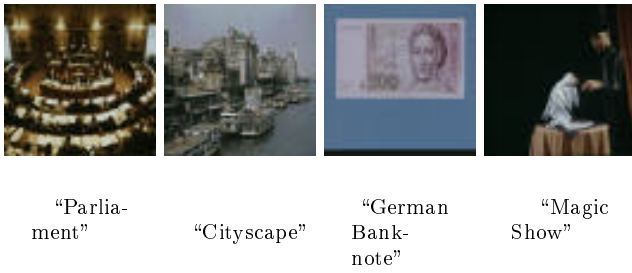 “Parlia-
ment”
“Cityscape”
“German
Bank-
note”
“Magic
Show”